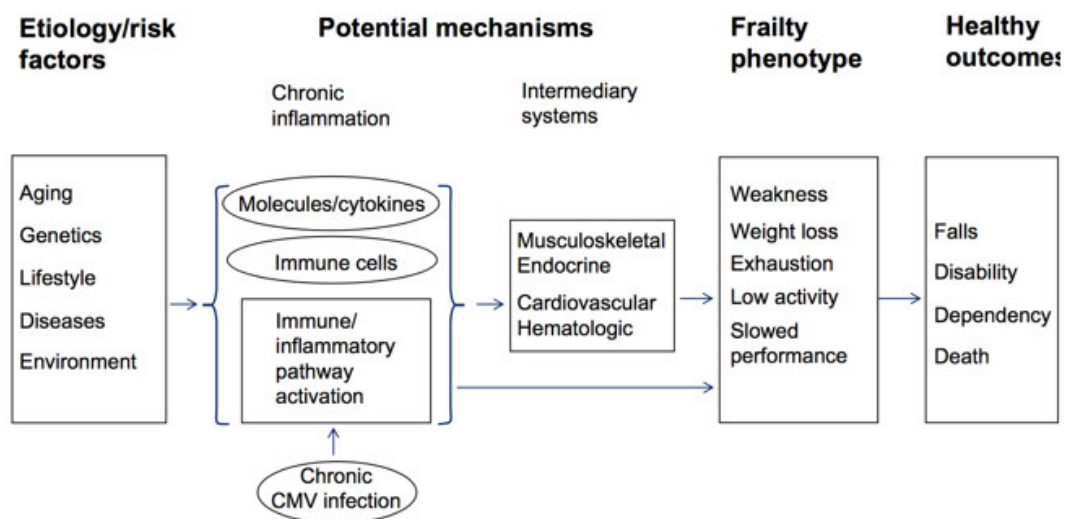 Etiology/risk
factors
Potential mechanisms
Frailty
phenotype
Healthy
outcomes
Chronic
inflammation
Intermediary
systems
Aging
Genetics
Lifestyle
Diseases
Environment
Molecules/cytokines
Immune cells
Immune/
inflammatory
pathway
activation
Chronic
CMV infection
Musculoskeletal
Endocrine
Cardiovascular
Hematologic
Weakness
Weight loss
Exhaustion
Low activity
Slowed
performance
Falls
Disability
Dependency
Death